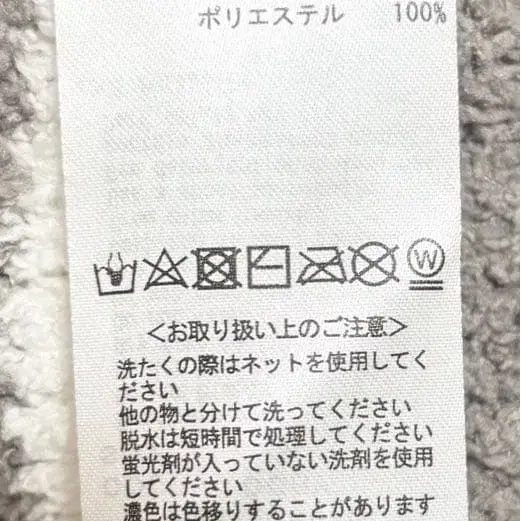 ポリエステル 100%
W
<お取り扱い上のご注意>
洗たくの際はネットを使用してく
ださい
他の物と分けて洗ってください
脱水は短時間で処理してください
蛍光剤が入っていない洗剤を使用
してください
濃色は色移りすることがあります